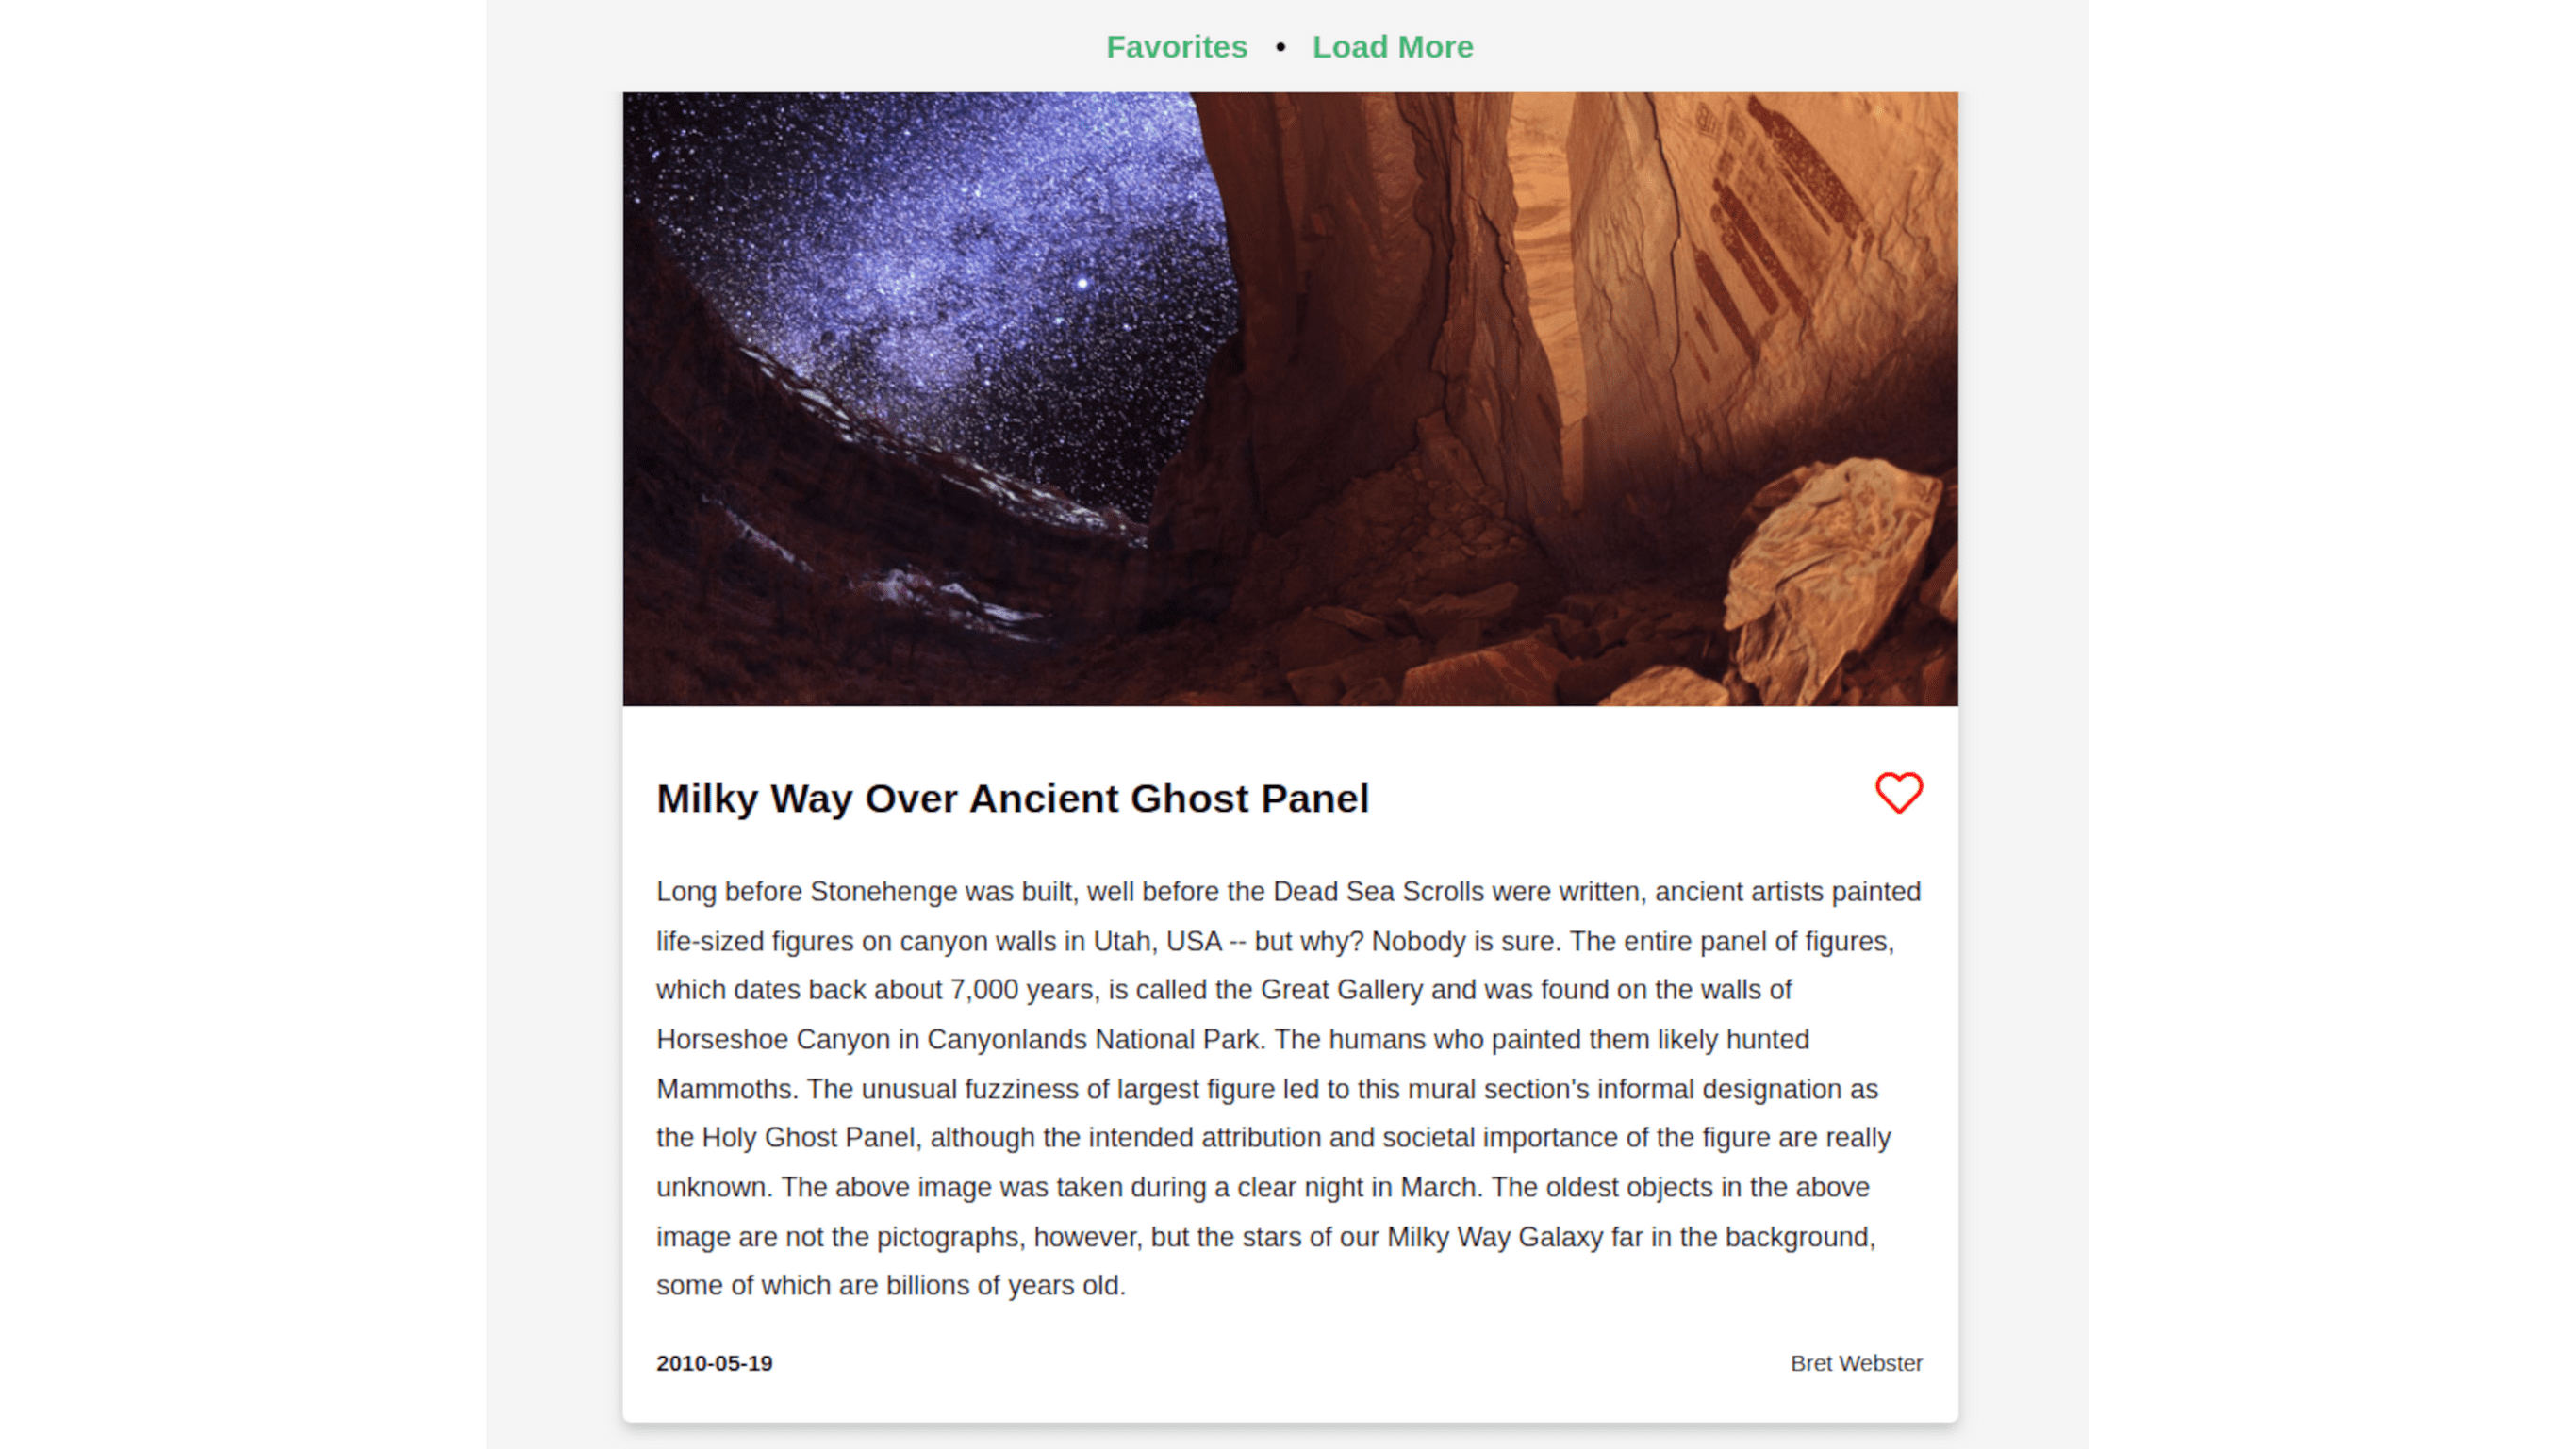 Favorites • Load More
Milky Way Over Ancient Ghost Panel
Long before Stonehenge was built, well before the Dead Sea Scrolls were written, ancient artists painted
life-sized figures on canyon walls in Utah, USA -- but why? Nobody is sure. The entire panel of figures,
which dates back about 7,000 years, is called the Great Gallery and was found on the walls of
Horseshoe Canyon in Canyonlands National Park. The humans who painted them likely hunted
Mammoths. The unusual fuzziness of largest figure led to this mural section's informal designation as
the Holy Ghost Panel, although the intended attribution and societal importance of the figure are really
unknown. The above image was taken during a clear night in March. The oldest objects in the above
image are not the pictographs, however, but the stars of our Milky Way Galaxy far in the background,
some of which are billions of years old.
2010-05-19 Bret Webster